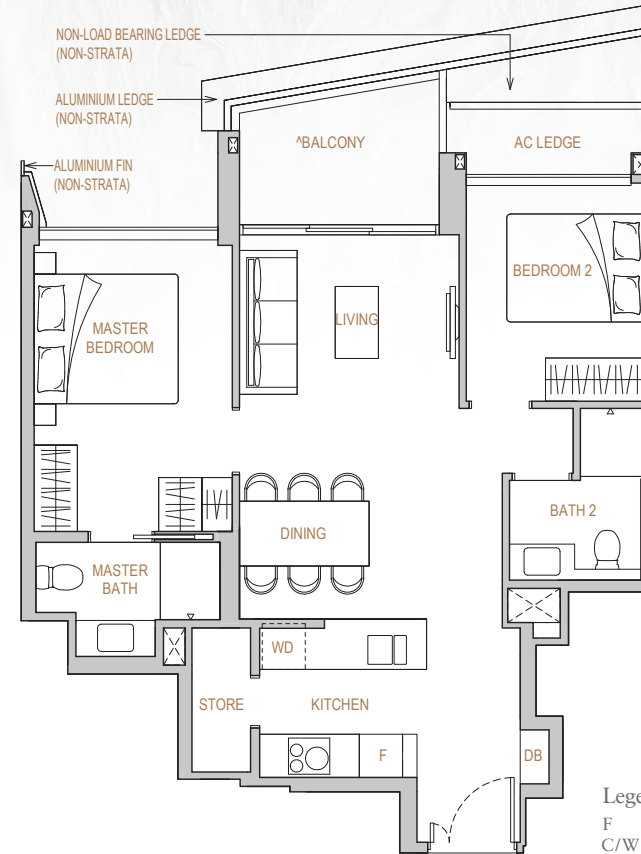 NON-LOAD BEARING LEDGE
(NON-STRATA)
ALUMINIUM LEDGE
(NON-STRATA)
^BALCONY
AC LEDGE
ALUMINIUM FIN
(NON-STRATA)
BEDROOM 2
LIVING
MASTER
BEDROOM
BATH 2
DINING
MASTER
BATH
WD
STORE
KITCHEN
F
DB
Lege
F
C/W